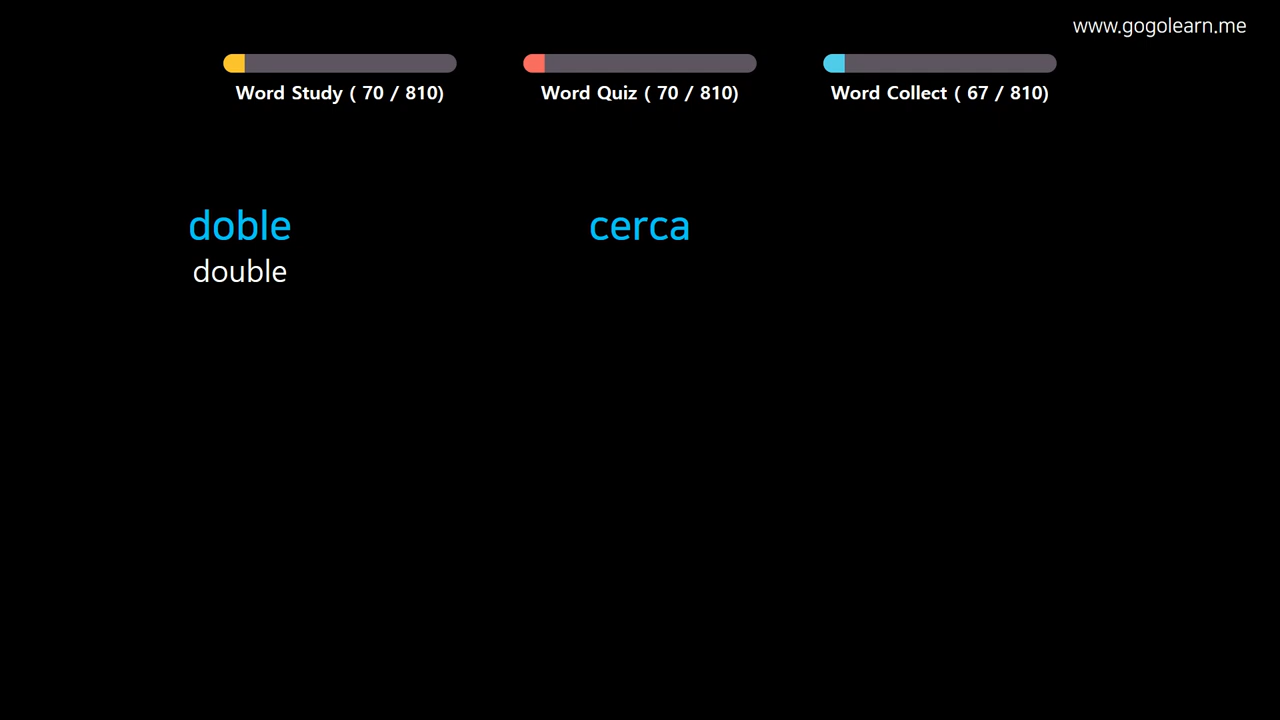 www.gogolearn.me
Word Study ( 70 / 810)
Word Quiz ( 70 / 810)
Word Collect ( 67 / 810)
doble
double
cerca